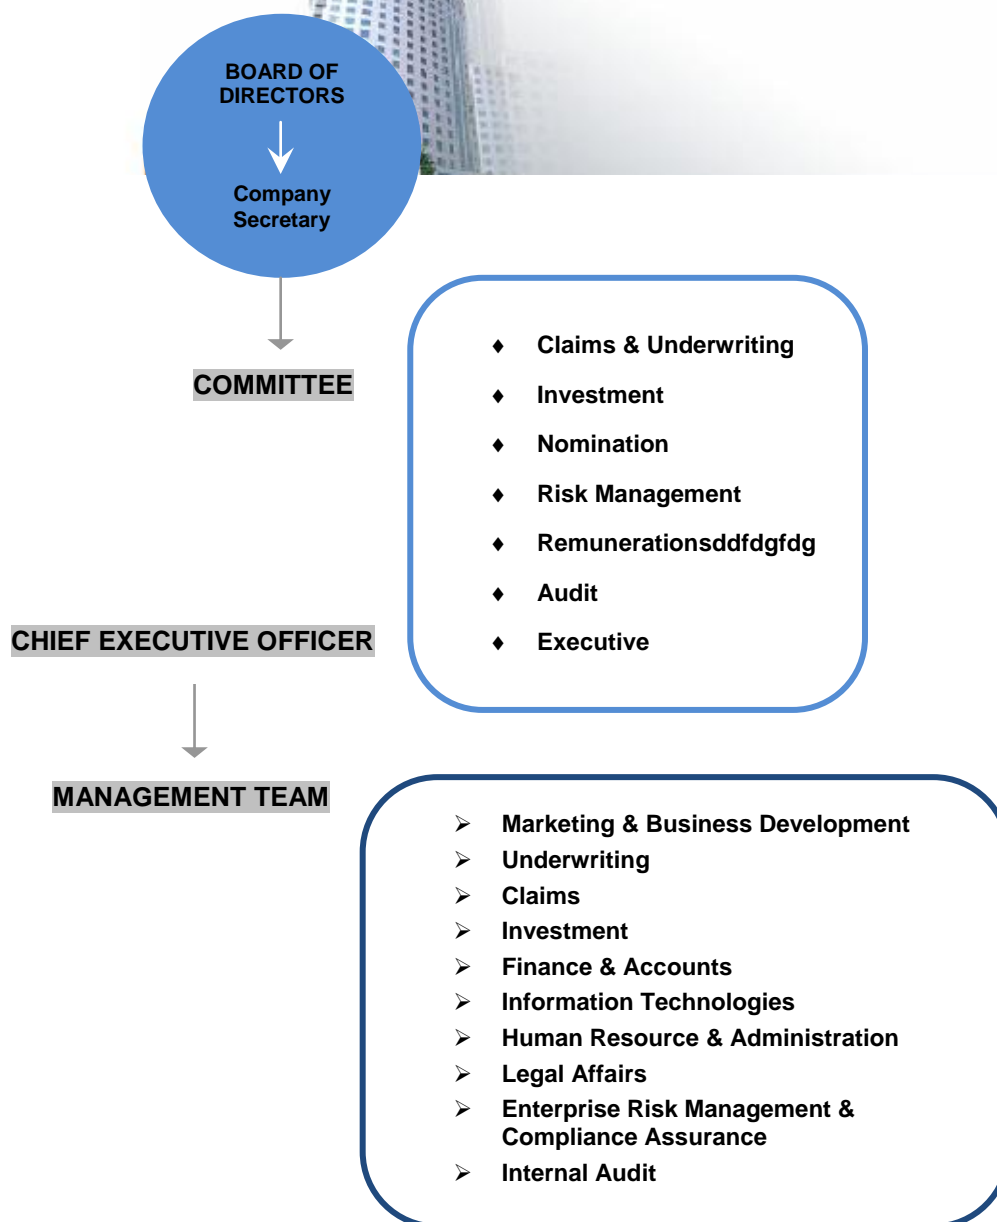 BOARD OF
DIRECTORS
Company
Secretary
COMMITTEE
♦ Claims & Underwriting
♦ Investment
♦ Nomination
♦ Risk Management
♦ Remunerationsddfdgfdg
♦ Audit
♦ Executive
CHIEF EXECUTIVE OFFICER
MANAGEMENT TEAM
➢ Marketing & Business Development
➢ Underwriting
➢ Claims
➢ Investment
➢ Finance & Accounts
➢ Information Technologies
➢ Human Resource & Administration
➢ Legal Affairs
➢ Enterprise Risk Management &
Compliance Assurance
➢ Internal Audit